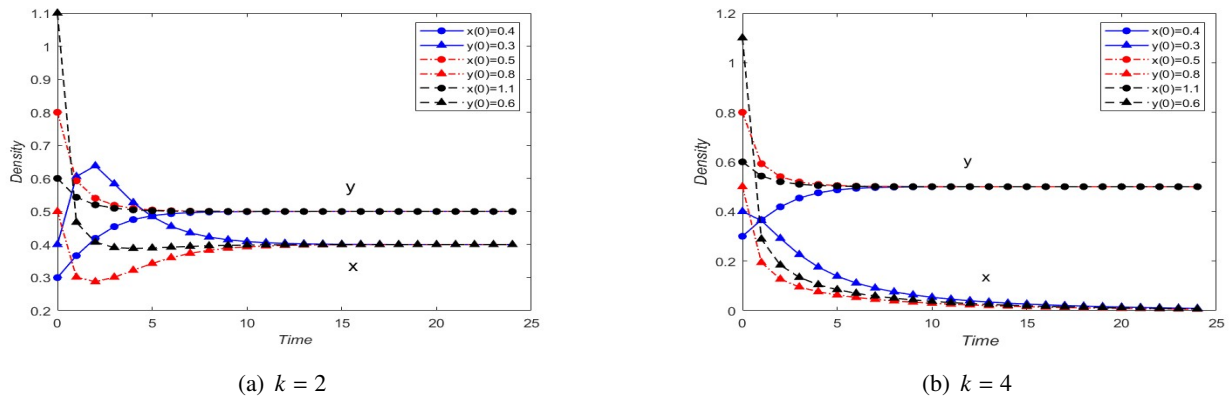 1.1
1
0.9
0.8
0.7
0.6
0.5
0.4
0.3
0.2
Density
0
5
10
15
20
25
Time
x(0)=0.4
y(0)=0.3
x(0)=0.5
y(0)=0.8
x(0)=1.1
y(0)=0.6
y
x
(a) k = 2
1.2
1
0.8
0.6
0.4
0.2
0
Density
0
5
10
15
20
25
Time
x(0)=0.4
y(0)=0.3
x(0)=0.5
y(0)=0.8
x(0)=1.1
y(0)=0.6
y
x
(b) k = 4